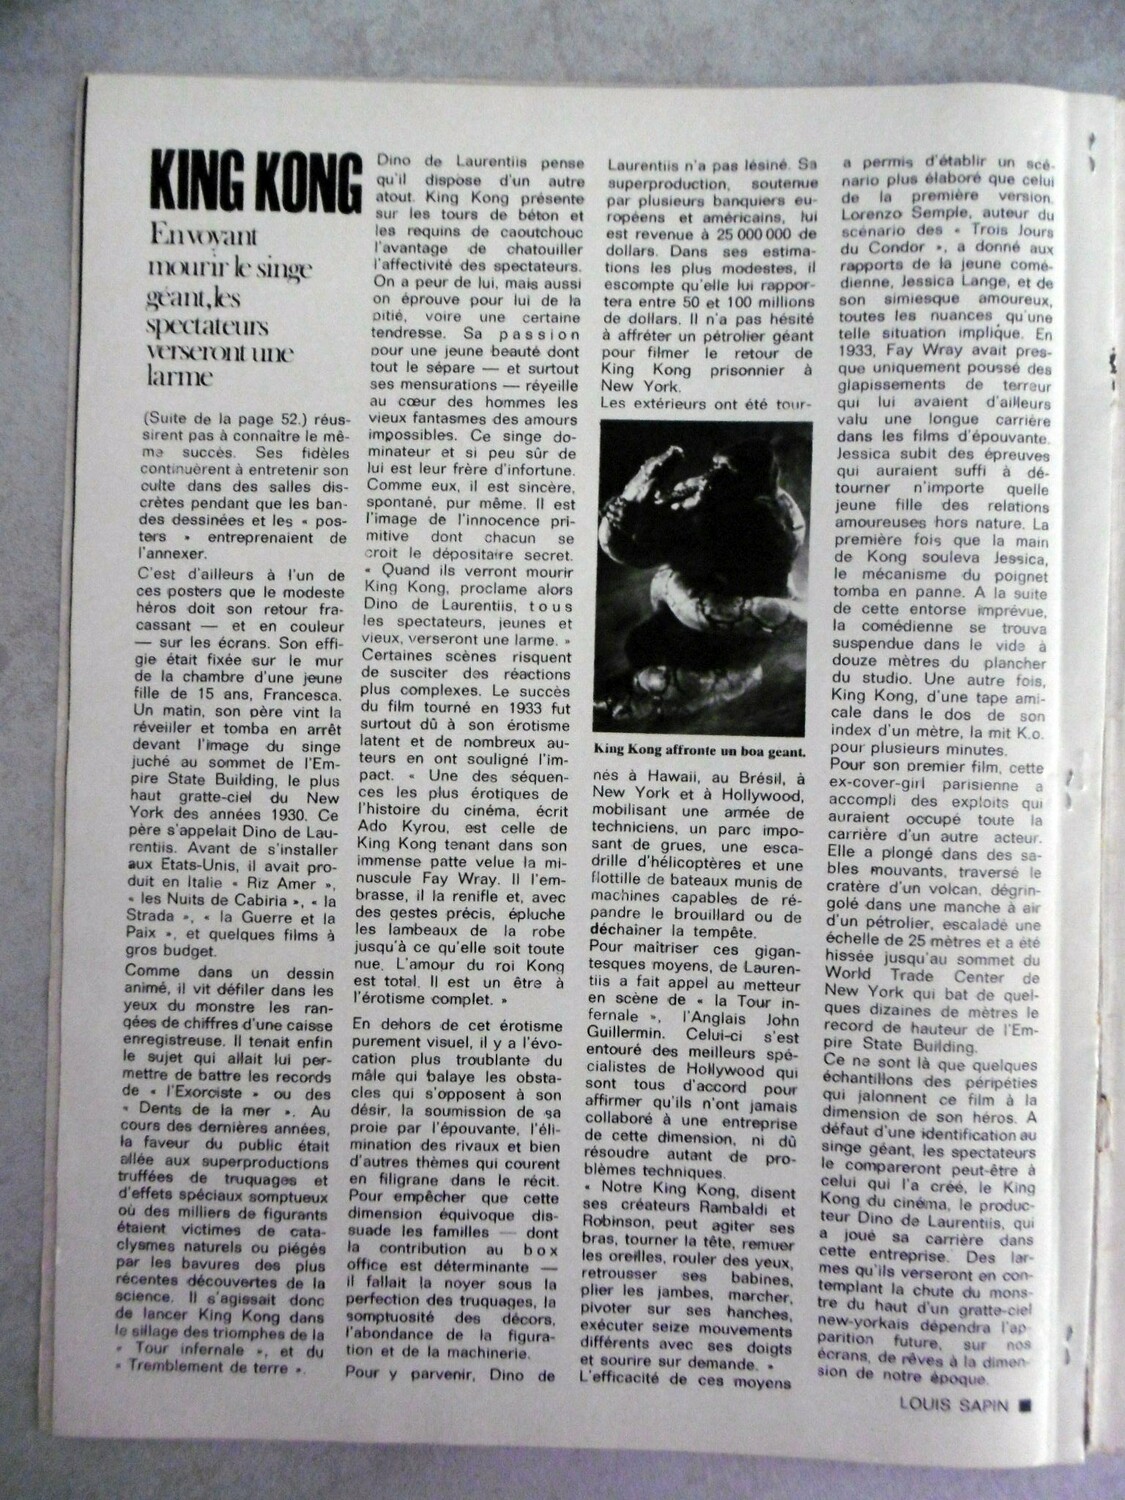 KING KONG
En voyant
mourir le singe
géant, les
spectateurs
verseront une
larme
(Suite de la page 52.) réus-
sirent pas à connaître le mê-
me succès. Ses fidèles
continuèrent à entretenir son
culte dans des salles dis-
crètes pendant que les ban-
des dessinées et les « pos-
ters » entreprenaient de
l'annexer.
C'est d'ailleurs à l'un de
ces posters que le modeste
héros doit son retour fra-
cassant — et en couleur
— sur les écrans. Son effi-
gie était fixée sur le mur
de la chambre d'une jeune
fille de 15 ans, Francesca.
Un matin, son père vint la
réveiller et tomba en arrêt
devant l'image du singe
juché au sommet de l'Em-
pire State Building, le plus
haut gratte-ciel du New
York des années 1930. Ce
père s'appelait Dino de Lau-
rentiis. Avant de s'installer
aux Etats-Unis, il avait pro-
duit en Italie « Riz Amer »,
« les Nuits de Cabiria », « la
Strada », « la Guerre et la
Paix », et quelques films à
gros budget.
Comme dans un dessin
animé, il vit défiler dans les
yeux du monstre les ran-
gées de chiffres d'une caisse
enregistreuse. Il tenait enfin
le sujet qui allait lui per-
mettre de battre les records
de « l'Exorciste » ou des
« Dents de la mer ». Au
cours des dernières années,
la faveur du public était
allée aux superproductions
truffées de truquages et
d'effets spéciaux somptueux
où des milliers de figurants
étaient victimes de cata-
clysmes naturels ou piégés
par les bavures des plus
récentes découvertes de la
science. Il s'agissait donc
de lancer King Kong dans
le sillage des triomphes de la
« Tour infernale », et du
« Tremblement de terre ».
Dino de Laurentiis pense
qu'il dispose d'un autre
atout. King Kong présente
sur les tours de béton et
les requins de caoutchouc
l'avantage de chatouiller
l'affectivité des spectateurs.
On a peur de lui, mais aussi
on éprouve pour lui de la
pitié, voire une certaine
tendresse. Sa passion
pour une jeune beauté dont
tout le sépare — et surtout
ses mensurations — réveille
au cœur des hommes les
vieux fantasmes des amours
impossibles. Ce singe do-
minateur et si peu sûr de
lui est leur frère d'infortune.
Comme eux, il est sincère,
spontané, pur même. Il est
l'image de l'innocence pri-
mitive dont chacun se
croit le dépositaire secret.
« Quand ils verront mourir
King Kong, proclame alors
Dino de Laurentiis, tous
les spectateurs, jeunes et
vieux, verseront une larme. »
Certaines scènes risquent
de susciter des réactions
plus complexes. Le succès
du film tourné en 1933 fut
surtout dû à son érotisme
latent et de nombreux au-
teurs en ont souligné l'im-
pact. « Une des séquen-
ces les plus érotiques de
l'histoire du cinéma, écrit
Ado Kyrou, est celle de
King Kong tenant dans son
immense patte velue la mi-
nuscule Fay Wray. Il l'em-
brasse, il la renifle et, avec
des gestes précis, épluche
les lambeaux de la robe
jusqu'à ce qu'elle soit toute
nue. L'amour du roi Kong
est total. Il est un être à
l'érotisme complet. »
En dehors de cet érotisme
purement visuel, il y a l'évo-
cation plus troublante du
mâle qui balaye les obsta-
cles qui s'opposent à son
désir, la soumission de sa
proie par l'épouvante, l'éli-
mination des rivaux et bien
d'autres thèmes qui courent
en filigrane dans le récit.
Pour empêcher que cette
dimension équivoque dis-
suade les familles — dont
la contribution au box
office est déterminante —
il fallait la noyer sous la
perfection des truquages, la
somptuosité des décors,
l'abondance de la figura-
tion et de la machinerie.
Pour y parvenir, Dino de
Laurentiis n'a pas lésiné. Sa
superproduction, soutenue
par plusieurs banquiers eu-
ropéens et américains, lui
est revenue à 25 000 000 de
dollars. Dans ses estima-
tions les plus modestes, il
escompte qu'elle lui rappor-
tera entre 50 et 100 millions
de dollars. Il n'a pas hésité
à affréter un pétrolier géant
pour filmer le retour de
King Kong prisonnier à
New York.
Les extérieurs ont été tour-
King Kong affronte un boa géant.
nés à Hawaii, au Brésil, à
New York et à Hollywood,
mobilisant une armée de
techniciens, un parc impo-
sant de grues, une esca-
drille d'hélicoptères et une
flottille de bateaux munis de
machines capables de ré-
pandre le brouillard ou de
déchaîner la tempête.
Pour maîtriser ces gigan-
tesques moyens, de Lauren-
tiis a fait appel au metteur
en scène de « la Tour in-
fernale », l'Anglais John
Guillermin. Celui-ci s'est
entouré des meilleurs spé-
cialistes de Hollywood qui
sont tous d'accord pour
affirmer qu'ils n'ont jamais
collaboré à une entreprise
de cette dimension, ni dû
résoudre autant de pro-
blèmes techniques.
« Notre King Kong, disent
ses créateurs Rambaldi et
Robinson, peut agiter ses
bras, tourner la tête, remuer
les oreilles, rouler des yeux,
retrousser ses babines,
plier les jambes, marcher,
pivoter sur ses hanches,
exécuter seize mouvements
différents avec ses doigts
et sourire sur demande. »
L'efficacité de ces moyens
a permis d'établir un scé-
nario plus élaboré que celui
de la première version.
Lorenzo Semple, auteur du
scénario des « Trois Jours
du Condor », a donné aux
rapports de la jeune comé-
dienne, Jessica Lange, et de
son simiesque amoureux,
toutes les nuances qu'une
telle situation implique. En
1933, Fay Wray avait pres-
que uniquement poussé des
glapissements de terreur
qui lui avaient d'ailleurs
valu une longue carrière
dans les films d'épouvante.
Jessica subit des épreuves
qui auraient suffi à dé-
tourner n'importe quelle
jeune fille des relations
amoureuses hors nature. La
première fois que la main
de Kong souleva Jessica,
le mécanisme du poignet
tomba en panne. A la suite
de cette entorse imprévue,
la comédienne se trouva
suspendue dans le vide à
douze mètres du plancher
du studio. Une autre fois,
King Kong, d'une tape ami-
cale dans le dos de son
index d'un mètre, la mit K.o.
pour plusieurs minutes.
Pour son premier film, cette
ex-cover-girl parisienne a
accompli des exploits qui
auraient occupé toute la
carrière d'un autre acteur.
Elle a plongé dans des sa-
bles mouvants, traversé le
cratère d'un volcan, dégrin-
golé dans une manche à air
d'un pétrolier, escaladé une
échelle de 25 mètres et a été
hissée jusqu'au sommet du
World Trade Center de
New York qui bat de quel-
ques dizaines de mètres le
record de hauteur de l'Em-
pire State Building.
Ce ne sont là que quelques
échantillons des péripéties
qui jalonnent ce film à la
dimension de son héros. A
défaut d'une identification au
singe géant, les spectateurs
le compareront peut-être à
celui qui l'a créé, le King
Kong du cinéma, le produc-
teur Dino de Laurentiis, qui
a joué sa carrière dans
cette entreprise. Des lar-
mes qu'ils verseront en con-
templant la chute du mons-
tre du haut d'un gratte-ciel
new-yorkais dépendra l'ap-
parition future, sur nos
écrans, de rêves à la dimen-
sion de notre époque.
LOUIS SAPIN ■